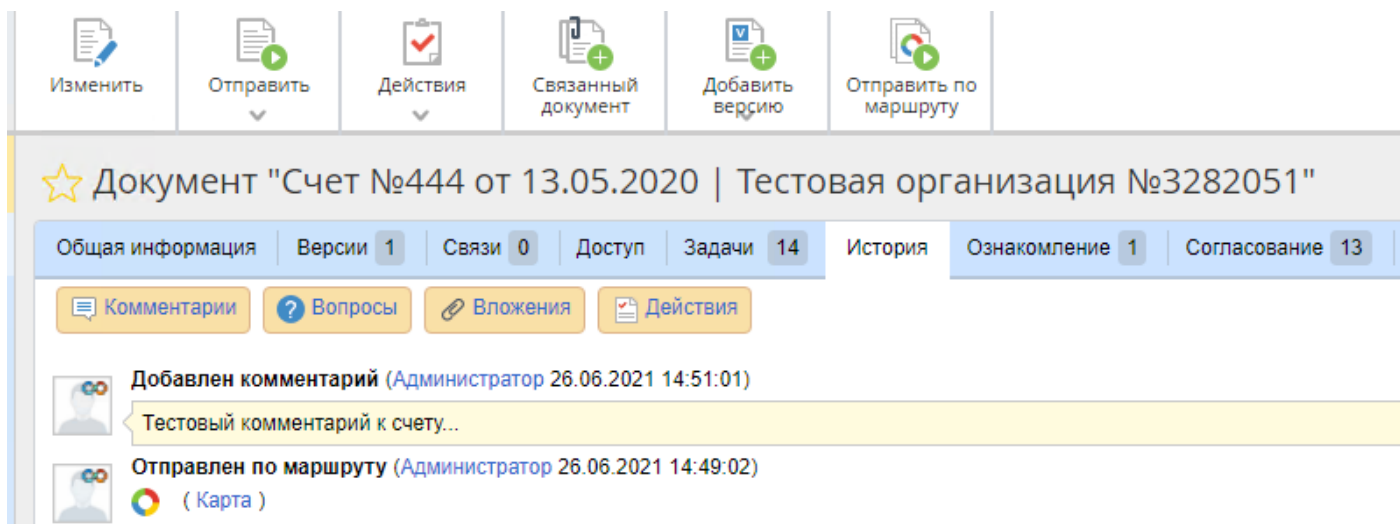 Изменить Отправить Действия Связанный документ Добавить версию Отправить по маршруту
Документ "Счет №444 от 13.05.2020 | Тестовая организация №3282051"
Общая информация Версии 1 Связи 0 Доступ Задачи 14 История Ознакомление 1 Согласование 13
Комментарии Вопросы Вложения Действия
Добавлен комментарий (Администратор 26.06.2021 14:51:01)
Тестовый комментарий к счету...
Отправлен по маршруту (Администратор 26.06.2021 14:49:02)
( Карта )